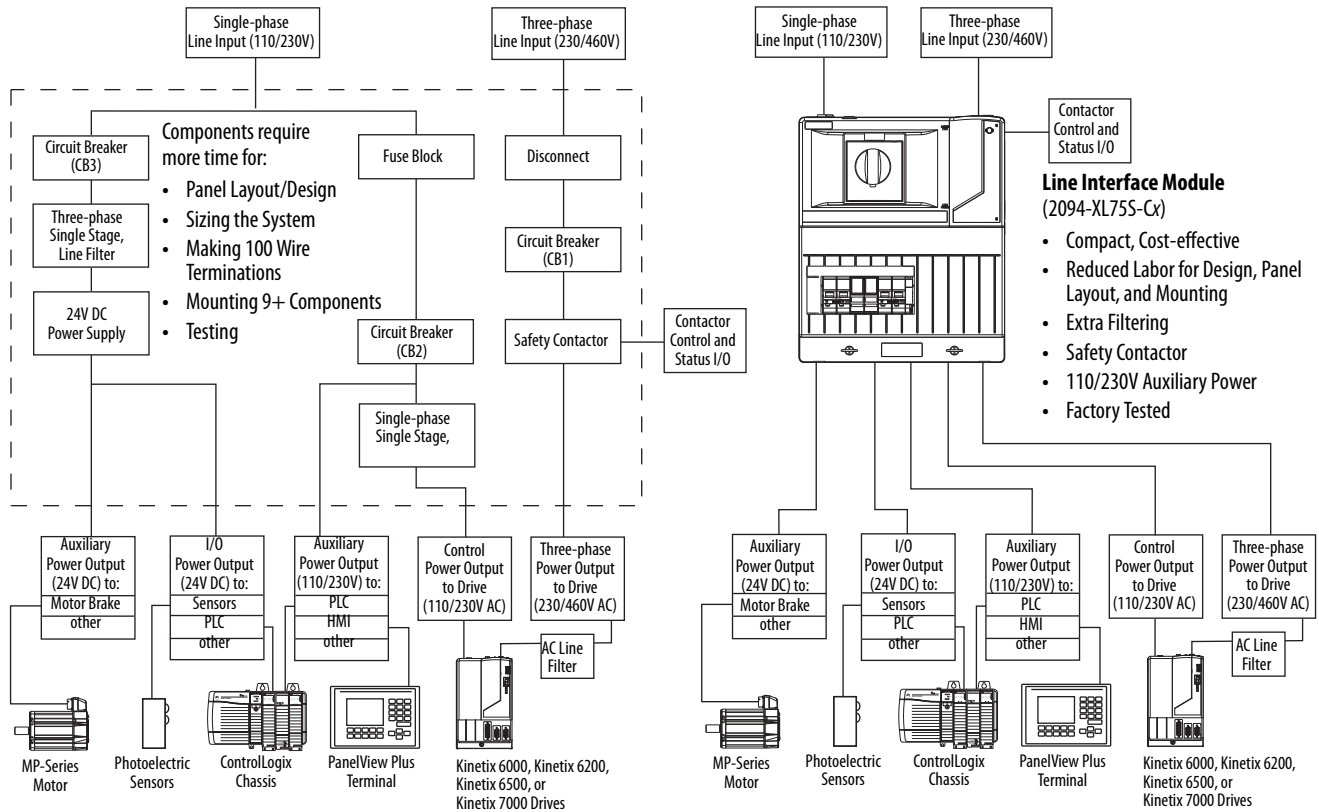 Single-phase
Line Input (110/230V)
Three-phase
Line Input (230/460V)
Circuit Breaker
(CB3)
Three-phase
Single Stage,
Line Filter
24V DC
Power Supply
Components require
more time for:
• Panel Layout/Design
• Sizing the System
• Making 100 Wire
Terminations
• Mounting 9+ Components
• Testing
Fuse Block
Circuit Breaker
(CB2)
Single-phase
Single Stage,
Disconnect
Circuit Breaker
(CB1)
Safety Contactor
Contactor
Control and
Status I/O
Auxiliary
Power Output
(24V DC) to:
Motor Brake
other
I/O
Power Output
(24V DC) to:
Sensors
PLC
other
Auxiliary
Power Output
(110/230V) to:
PLC
HMI
other
Control
Power Output
to Drive
(110/230V AC)
Three-phase
Power Output
to Drive
(230/460V AC)
AC Line
Filter
MP-Series
Motor
Photoelectric
Sensors
ControlLogix
Chassis
PanelView Plus
Terminal
Kinetix 6000, Kinetix 6200,
Kinetix 6500, or
Kinetix 7000 Drives
Single-phase
Line Input (110/230V)
Three-phase
Line Input (230/460V)
Contactor
Control and
Status I/O
Line Interface Module
(2094-XL75S-Cx)
• Compact, Cost-effective
• Reduced Labor for Design, Panel
Layout, and Mounting
• Extra Filtering
• Safety Contactor
• 110/230V Auxiliary Power
• Factory Tested
Auxiliary
Power Output
(24V DC) to:
Motor Brake
other
I/O
Power Output
(24V DC) to:
Sensors
PLC
other
Auxiliary
Power Output
(110/230V) to:
PLC
HMI
other
Control
Power Output
to Drive
(110/230V AC)
Three-phase
Power Output
to Drive
(230/460V AC)
AC Line
Filter
MP-Series
Motor
Photoelectric
Sensors
ControlLogix
Chassis
PanelView Plus
Terminal
Kinetix 6000, Kinetix 6200,
Kinetix 6500, or
Kinetix 7000 Drives